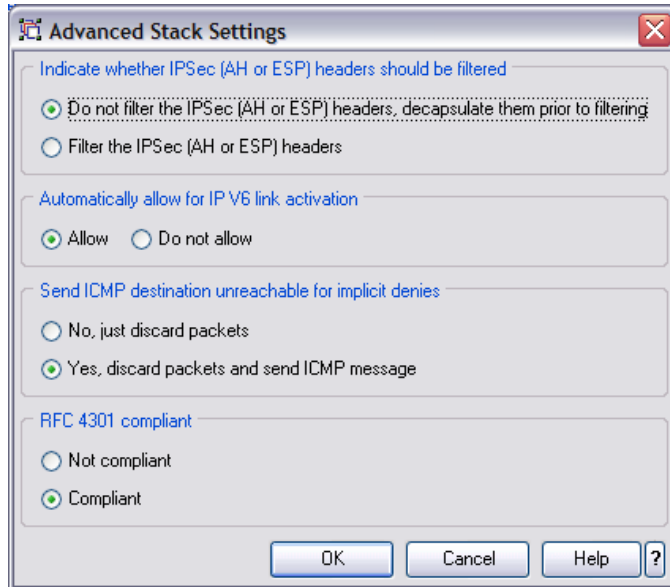 Advanced Stack Settings
Indicate whether IPSec (AH or ESP) headers should be filtered
Do not filter the IPSec (AH or ESP) headers, decapsulate them prior to filtering
Filter the IPSec (AH or ESP) headers
Automatically allow for IP V6 link activation
Allow Do not allow
Send ICMP destination unreachable for implicit denies
No, just discard packets
Yes, discard packets and send ICMP message
RFC 4301 compliant
Not compliant
Compliant
OK Cancel Help ?